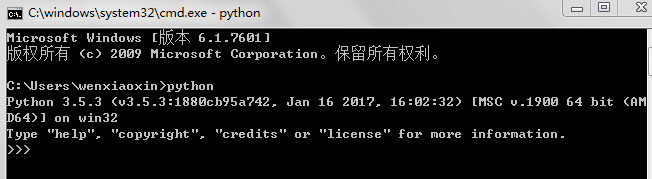 C:\windows\system32\cmd.exe - python
Microsoft Windows [版本 6.1.7601]
版权所有 (c) 2009 Microsoft Corporation。保留所有权利。
C:\Users\wenxiaoxin>python
Python 3.5.3 (v3.5.3:1880cb95a742, Jan 16 2017, 16:02:32) [MSC v.1900 64 bit (AM
D64)] on win32
Type "help", "copyright", "credits" or "license" for more information.
>>>